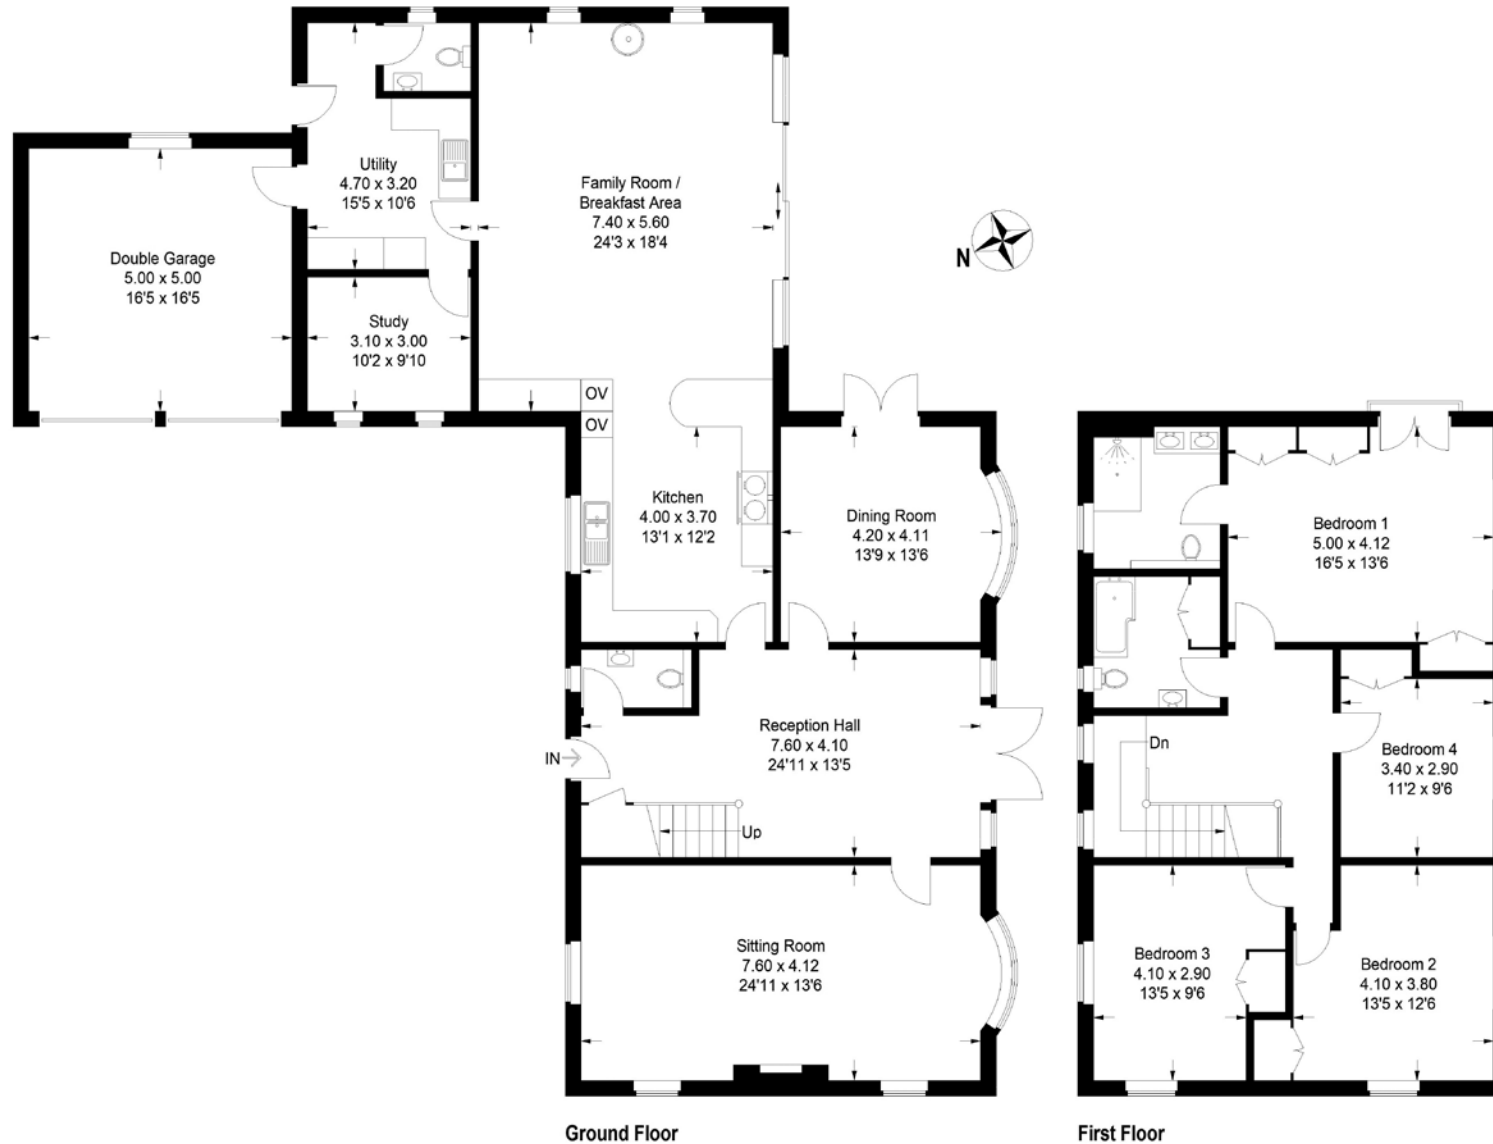 Utility
4.70 x 3.20
15'5 x 10'6
Family Room /
Breakfast Area
7.40 x 5.60
24'3 x 18'4
N
Double Garage
5.00 x 5.00
16'5 x 16'5
Study
3.10 x 3.00
10'2 x 9'10
OV
OV
Kitchen
4.00 x 3.70
13'1 x 12'2
Dining Room
4.20 x 4.11
13'9 x 13'6
Bedroom 1
5.00 x 4.12
16'5 x 13'6
IN
Reception Hall
7.60 x 4.10
24'11 x 13'5
Up
Dn
Bedroom 4
3.40 x 2.90
11'2 x 9'6
Sitting Room
7.60 x 4.12
24'11 x 13'6
Bedroom 3
4.10 x 2.90
13'5 x 9'6
Bedroom 2
4.10 x 3.80
13'5 x 12'6
Ground Floor
First Floor